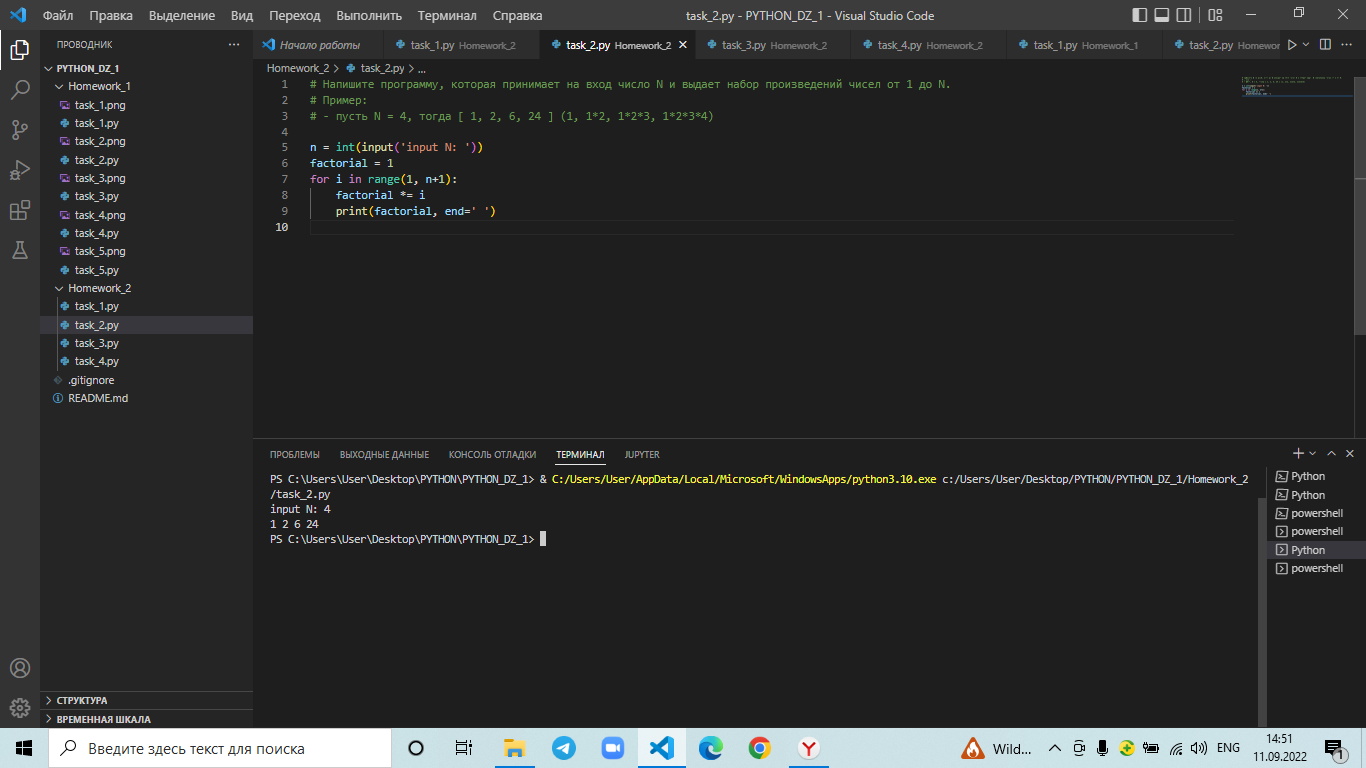 Файл Правка Выделение Вид Переход Выполнить Терминал Справка task_2.py - PYTHON_DZ_1 - Visual Studio Code
ПРОВОДНИК ...
Начало работы task_1.py Homework_2 task_2.py Homework_2 task_3.py Homework_2 task_4.py Homework_2 task_1.py Homework_1 task_2.py Homewor
PYTHON_DZ_1
Homework_1
task_1.png
task_1.py
task_2.png
task_2.py
task_3.png
task_3.py
task_4.png
task_4.py
task_5.png
task_5.py
Homework_2
task_1.py
task_2.py
task_3.py
task_4.py
.gitignore
README.md
СТРУКТУРА
ВРЕМЕННАЯ ШКАЛА
Homework_2 > task_2.py > ...
1 # Напишите программу, которая принимает на вход число N и выдает набор произведений чисел от 1 до N.
2 # Пример:
3 # - пусть N = 4, тогда [ 1, 2, 6, 24 ] (1, 1*2, 1*2*3, 1*2*3*4)
4
5 n = int(input('input N: '))
6 factorial = 1
7 for i in range(1, n+1):
8 factorial *= i
9 print(factorial, end=' ')
10
ПРОБЛЕМЫ ВЫХОДНЫЕ ДАННЫЕ КОНСОЛЬ ОТЛАДКИ ТЕРМИНАЛ JUPYTER
PS C:\Users\User\Desktop\PYTHON\PYTHON_DZ_1> & C:/Users/User/AppData/Local/Microsoft/WindowsApps/python3.10.exe c:/Users/User/Desktop/PYTHON/PYTHON_DZ_1/Homework_2
/task_2.py
input N: 4
1 2 6 24
PS C:\Users\User\Desktop\PYTHON\PYTHON_DZ_1>
Python
Python
powershell
powershell
Python
powershell
Введите здесь текст для поиска
Wild... ENG
14:51
11.09.2022
1